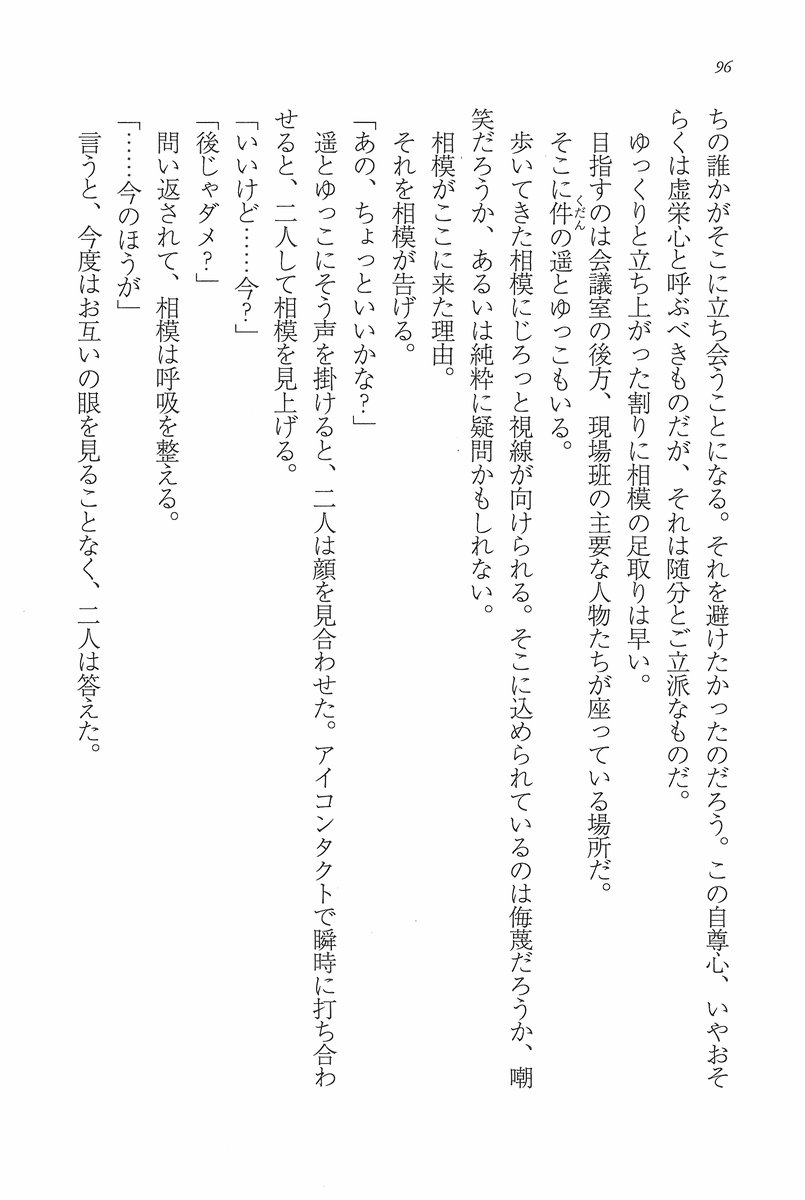 96
ちの誰かがそこに立ち会うことになる。それを避けたかったのだろう。この自尊心、いやおそ
らくは虚栄心と呼ぶべきものだが、それは随分とご立派なものだ。
ゆっくりと立ち上がった割りに相模の足取りは早い。
目指すのは会議室の後方、現場班の主要な人物たちが座っている場所だ。
そこに件の遥とゆっこもいる。
くだん
歩いてきた相模にじろっと視線が向けられる。そこに込められているのは侮蔑だろうか、嘲
笑だろうか、あるいは純粋に疑問かもしれない。
相模がここに来た理由。
それを相模が告げる。
「あの、ちょっといいかな？」
遥とゆっこにそう声を掛けると、二人は顔を見合わせた。アイコンタクトで瞬時に打ち合わ
せると、二人して相模を見上げる。
「いいけど……今？」
「後じゃダメ？」
問い返されて、相模は呼吸を整える。
「……今のほうが」
言うと、今度はお互いの眼を見ることなく、二人は答えた。